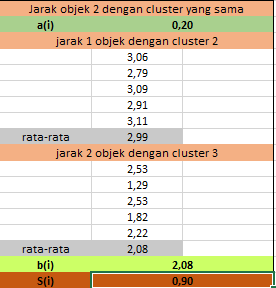 Jarak objek 2 dengan cluster yang sama
a(i) 0,20
jarak 1 objek dengan cluster 2
3,06
2,79
3,09
2,91
3,11
rata-rata 2,99
jarak 2 objek dengan cluster 3
2,53
1,29
2,53
1,82
2,22
rata-rata 2,08
b(i) 2,08
S(i) 0,90